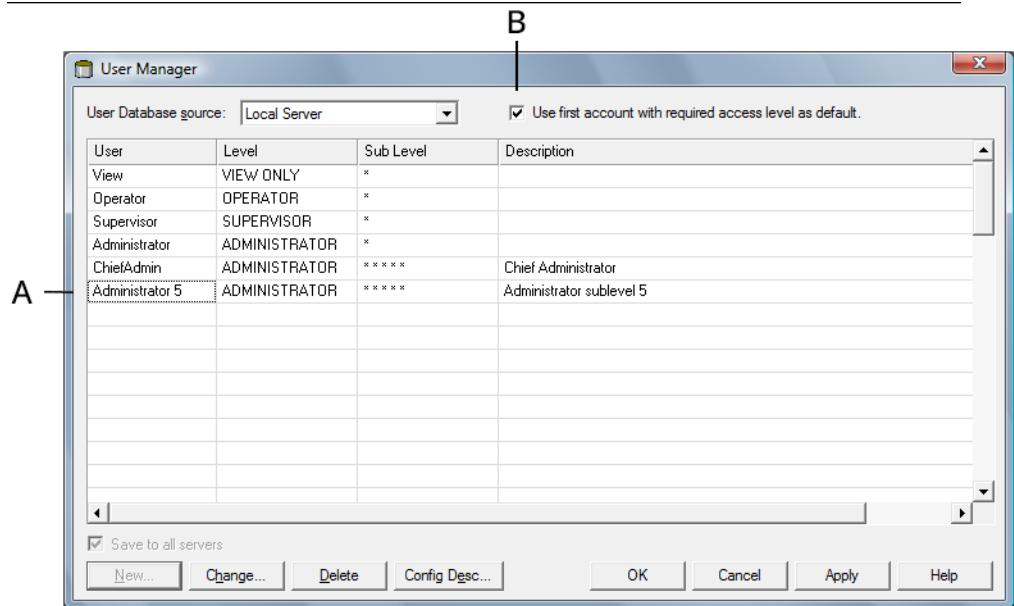 B
User Manager
User Database source: Local Server Use first account with required access level as default.
User Level Sub Level Description
View VIEW ONLY *
Operator OPERATOR *
Supervisor SUPERVISOR *
Administrator ADMINISTRATOR *
ChiefAdmin ADMINISTRATOR * * * * * Chief Administrator
A Administrator 5 ADMINISTRATOR * * * * * Administrator sublevel 5
Save to all servers
New... Change... Delete Config Desc... OK Cancel Apply Help